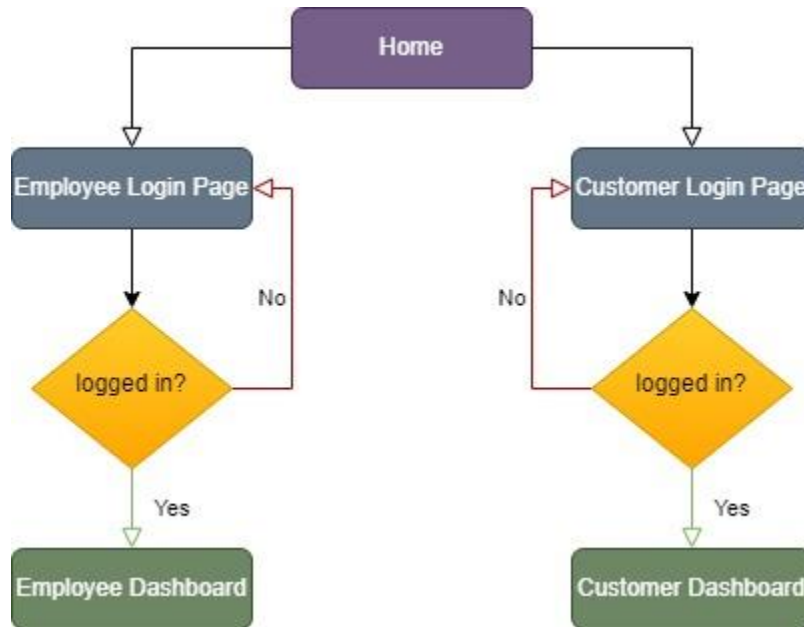 Home
Employee Login Page
Customer Login Page
No
No
logged in?
logged in?
Yes
Yes
Employee Dashboard
Customer Dashboard